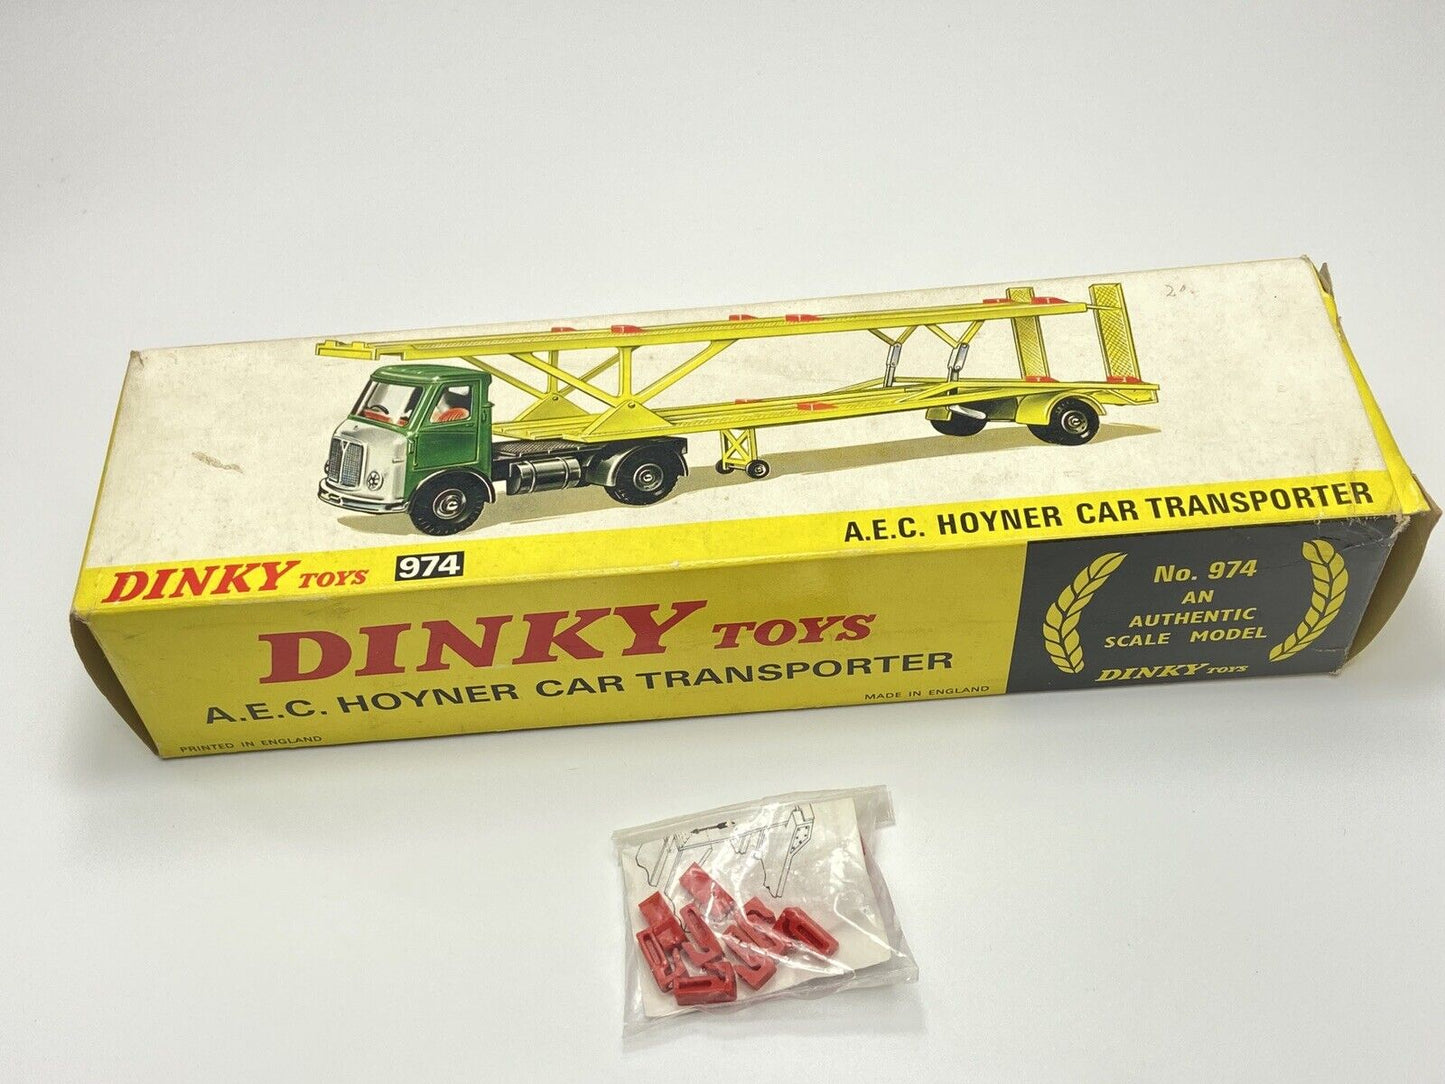 A.E.C. HOYNER CAR TRANSPORTER
DINKY TOYS 974
DINKY TOYS
A.E.C. HOYNER CAR TRANSPORTER
PRINTED IN ENGLAND
MADE IN ENGLAND
No. 974
AN
AUTHENTIC
SCALE MODEL
DINKY TOYS